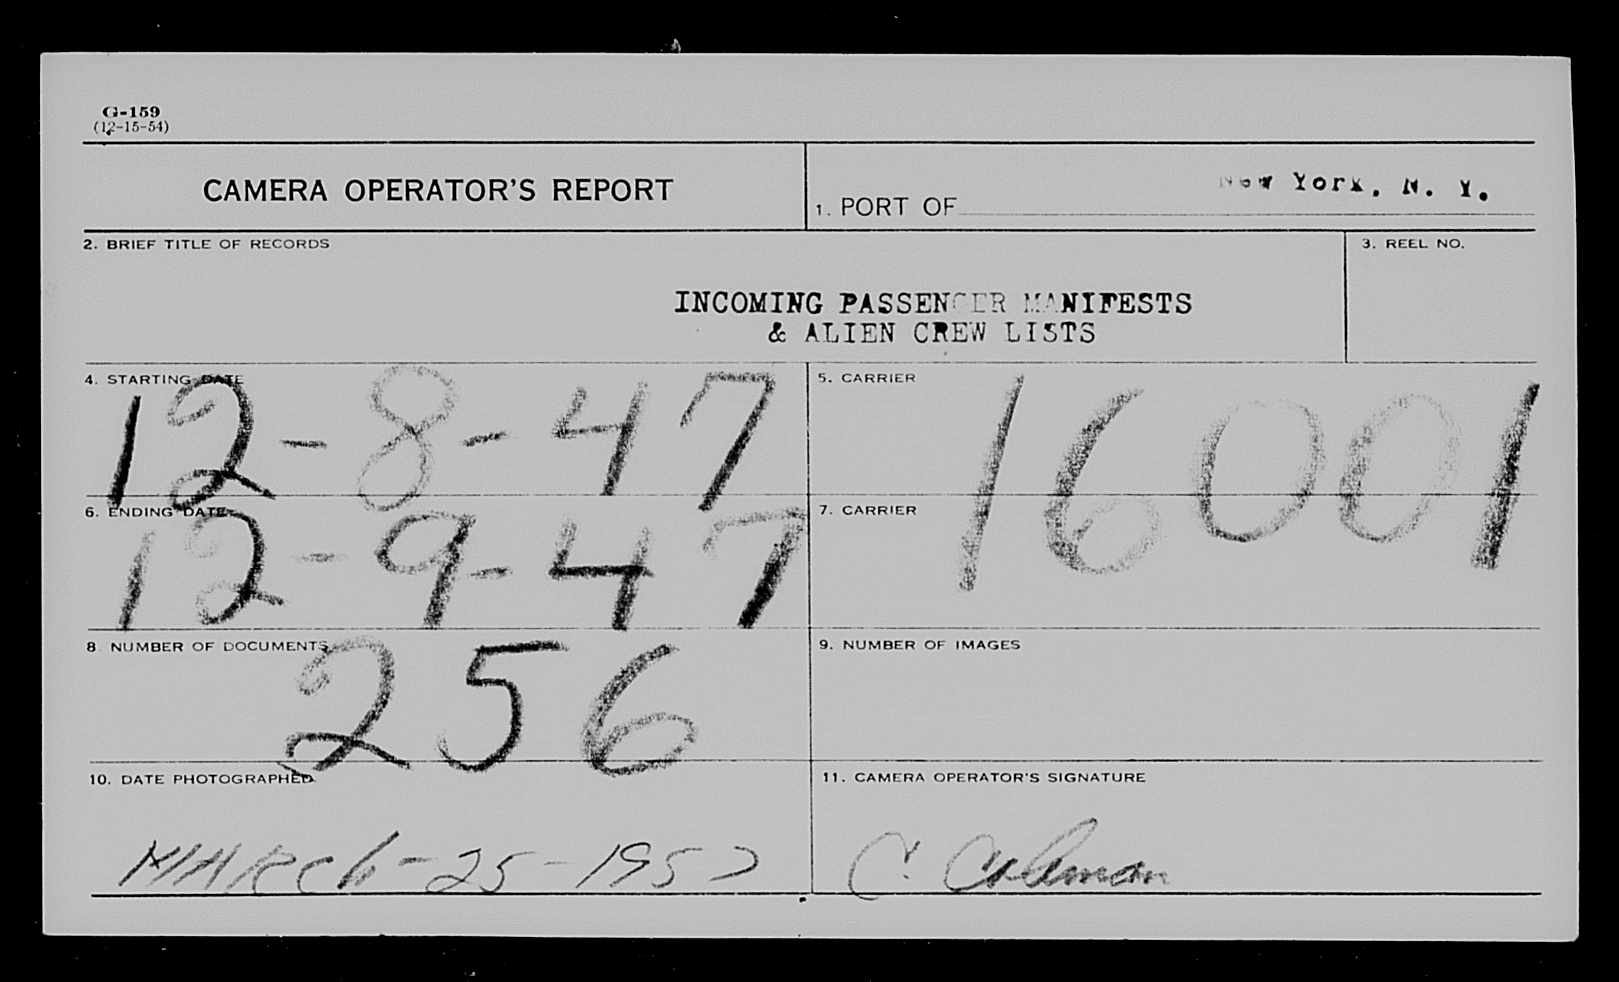 G-159
(12-15-54)
CAMERA OPERATOR'S REPORT
1. PORT OF New York, N. Y.
2. BRIEF TITLE OF RECORDS
3. REEL NO.
INCOMING PASSENGER MANIFESTS
& ALIEN CREW LISTS
4. STARTING DATE
12-8-47
5. CARRIER
16001
6. ENDING DATE
12-9-47
7. CARRIER
8. NUMBER OF DOCUMENTS
256
9. NUMBER OF IMAGES
10. DATE PHOTOGRAPHED
MARCh-25-1957
11. CAMERA OPERATOR'S SIGNATURE
C. Coleman